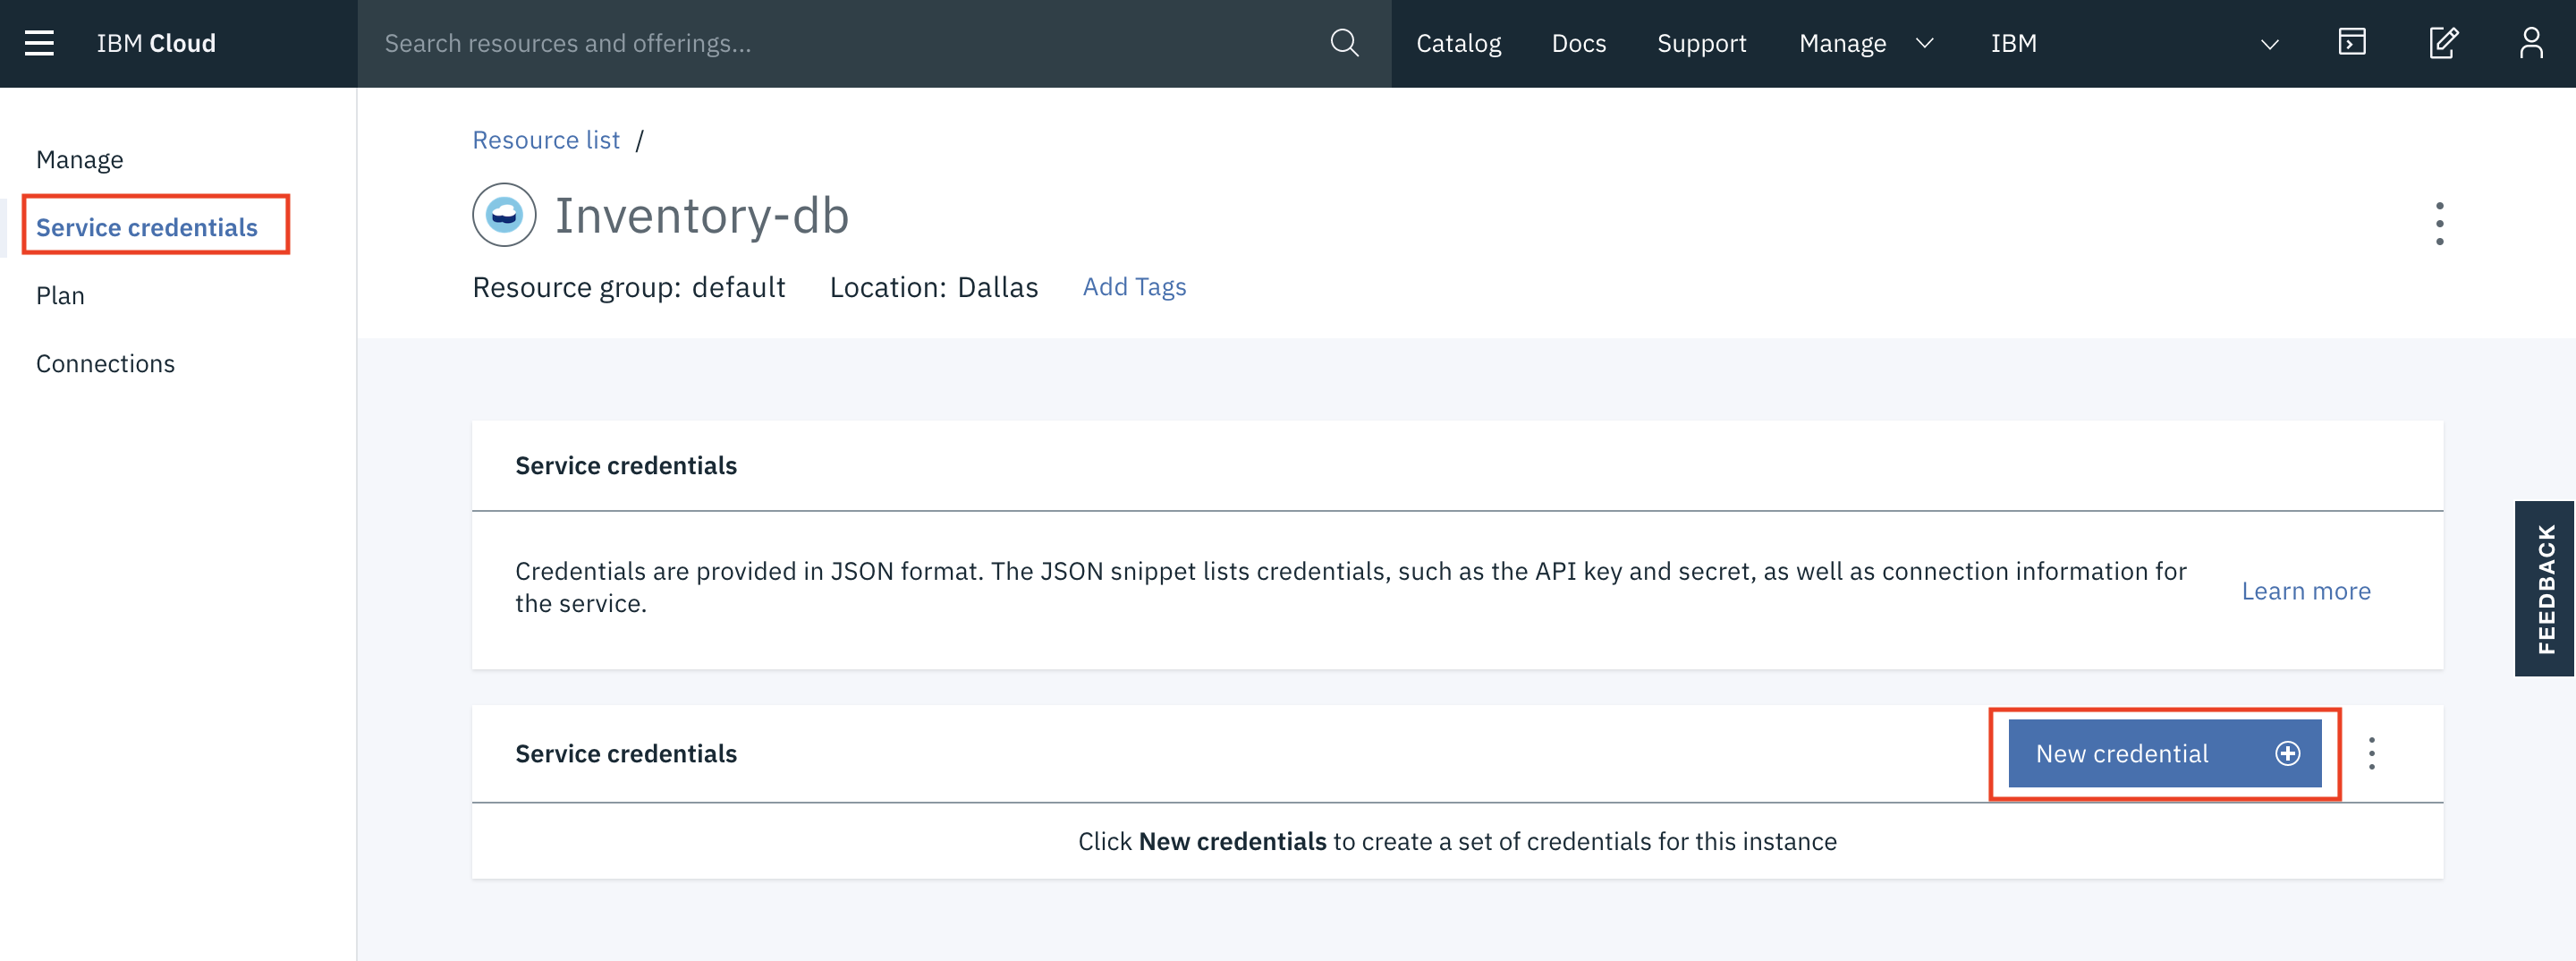 IBM Cloud
Search resources and offerings...
Catalog
Docs
Support
Manage
IBM
Manage
Service credentials
Plan
Connections
Resource list /
Inventory-db
Resource group: default Location: Dallas Add Tags
Service credentials
Credentials are provided in JSON format. The JSON snippet lists credentials, such as the API key and secret, as well as connection information for
the service.
Learn more
FEEDBACK
Service credentials
New credential
Click New credentials to create a set of credentials for this instance